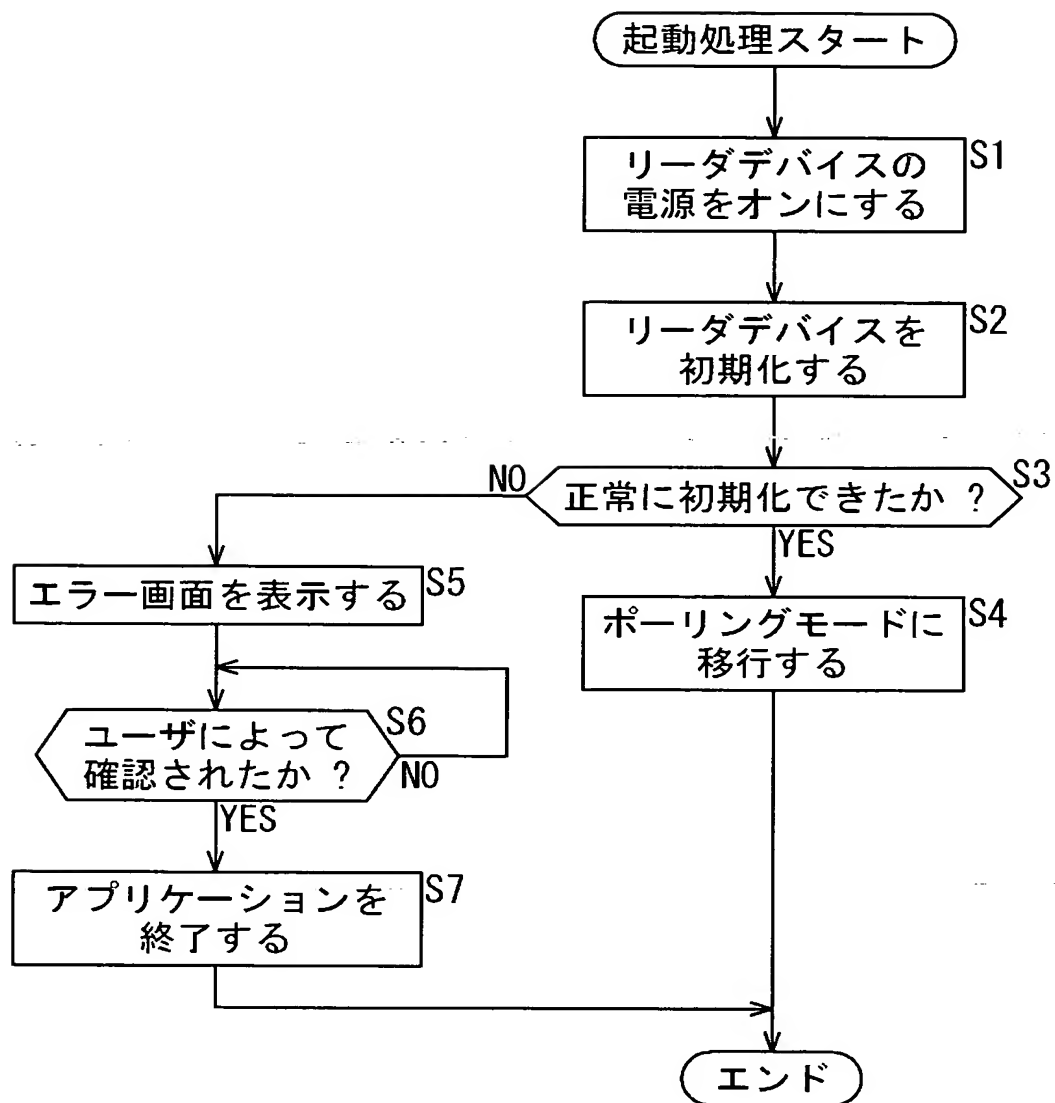 起動処理スタート
リーダデバイスの
電源をオンにする
S1
リーダデバイスを
初期化する
S2
正常に初期化できたか ?
S3
NO
YES
エラー画面を表示する
S5
ポーリングモードに
移行する
S4
ユーザによって
確認されたか ?
S6
NO
YES
アプリケーションを
終了する
S7
エンド